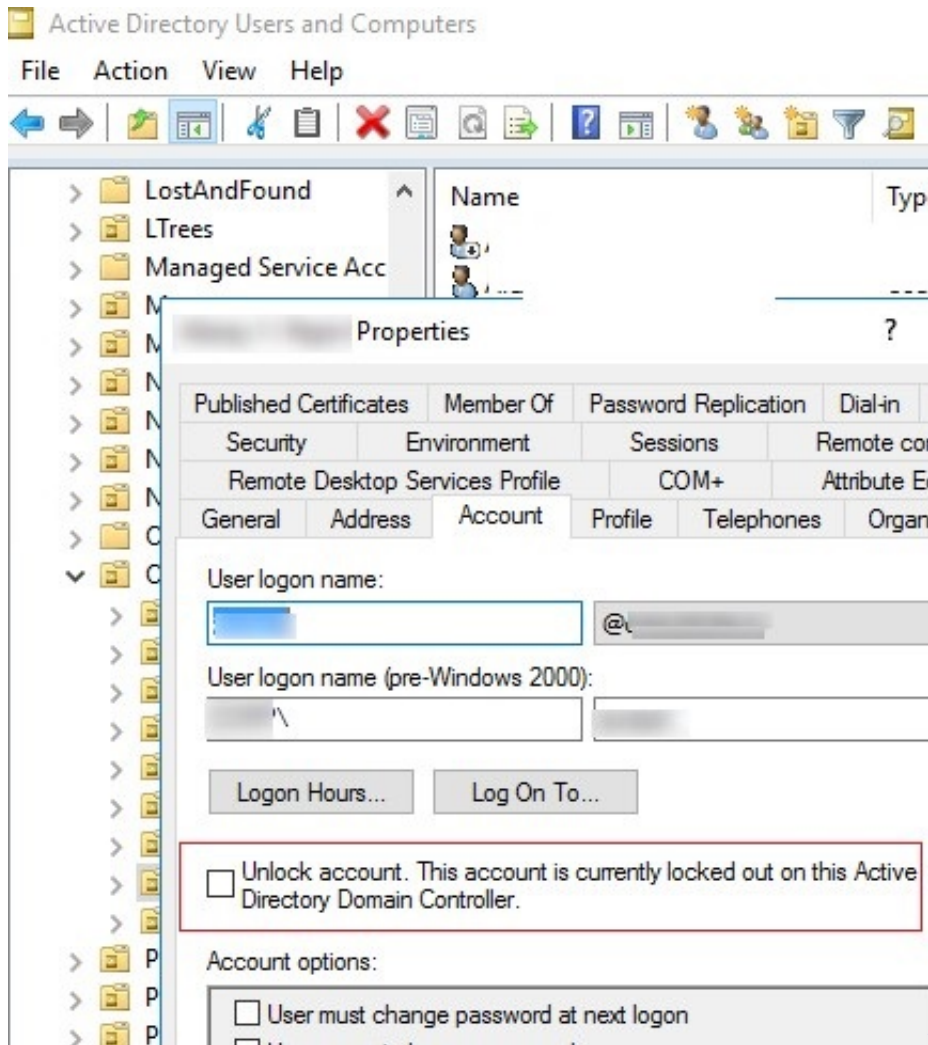 Active Directory Users and Computers
File Action View Help
LostAndFound
Name
Typ
LTrees
Managed Service Acc
M
Properties
?
M
N
Published Certificates Member Of Password Replication Dial-in
N
Security Environment Sessions Remote co
N
Remote Desktop Services Profile COM+ Attribute E
N
General Address Account Profile Telephones Organ
C
C
User logon name:
@
User logon name (pre-Windows 2000):
\
Logon Hours... Log On To...
Unlock account. This account is currently locked out on this Active
Directory Domain Controller.
P
Account options:
P
User must change password at next logon
P